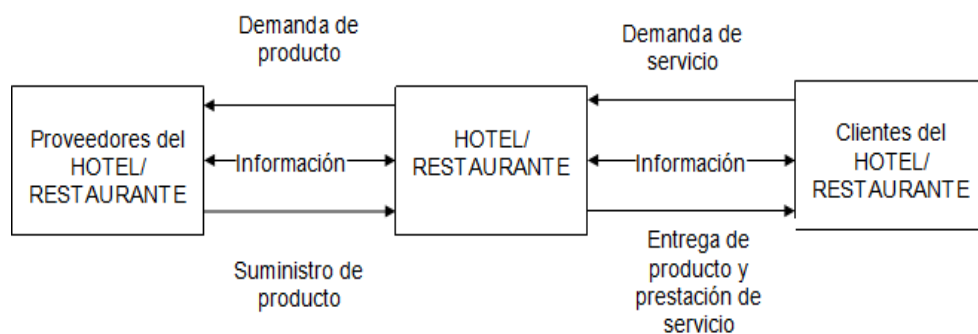 Demanda de
producto
Demanda de
servicio
Proveedores del
HOTEL/
RESTAURANTE
Información
HOTEL/
RESTAURANTE
Información
Clientes del
HOTEL/
RESTAURANTE
Suministro de
producto
Entrega de
producto y
prestación de
servicio